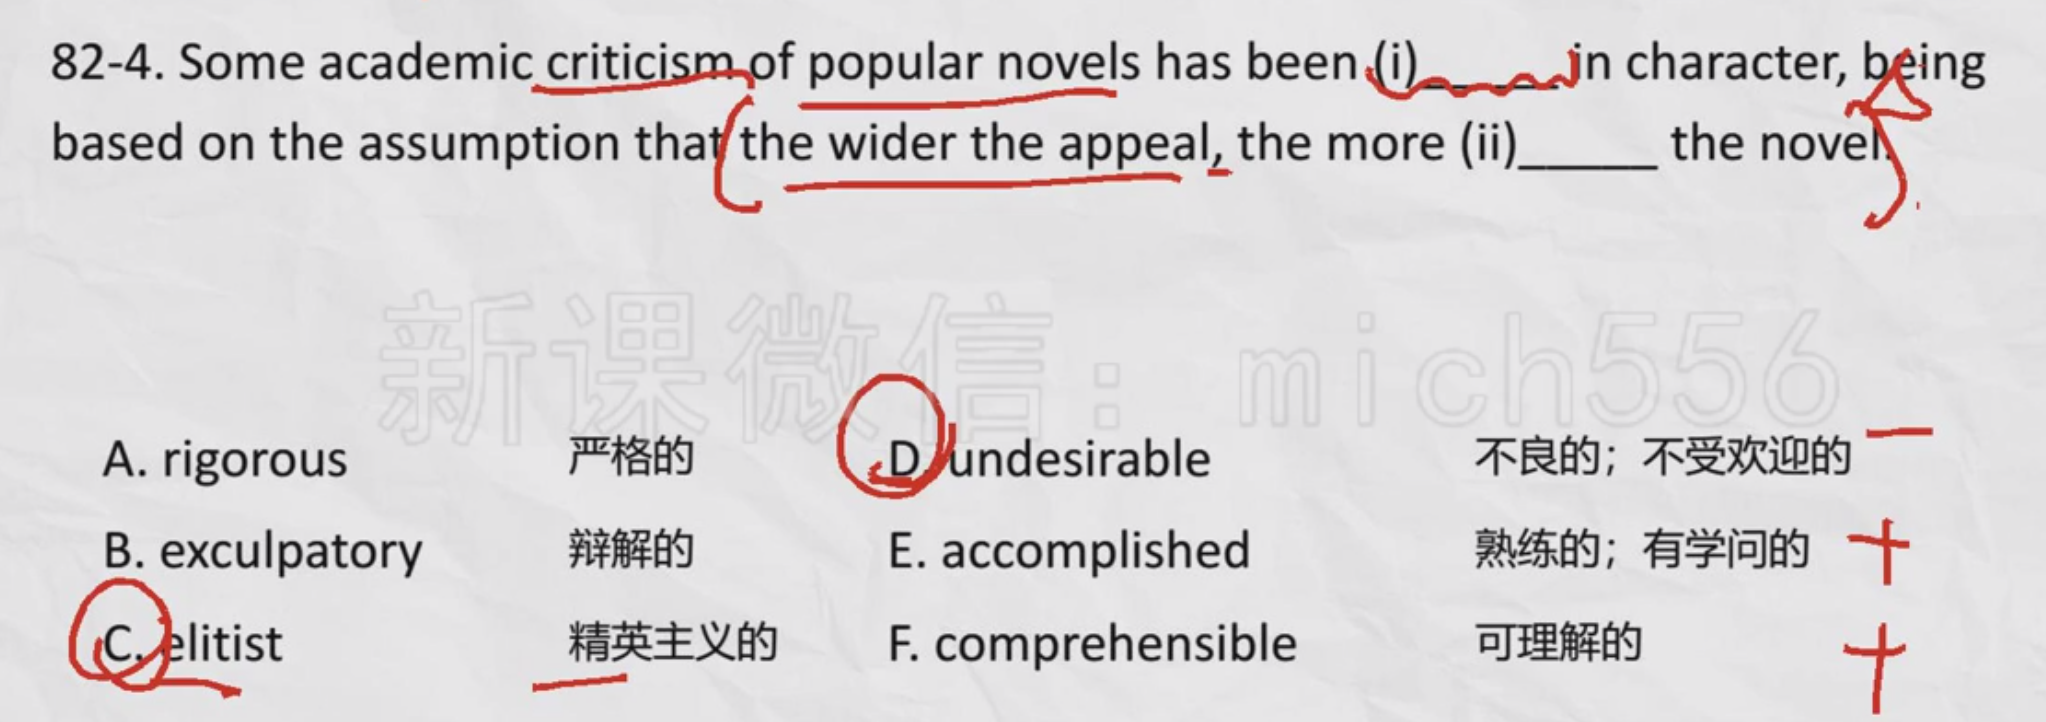 82-4. Some academic criticism of popular novels has been (i)_____in character, being
based on the assumption that the wider the appeal, the more (ii)_____ the novel.
新课微信：mich556
A. rigorous 严格的 D. undesirable 不良的；不受欢迎的
B. exculpatory 辩解的 E. accomplished 熟练的；有学问的
C. elitist 精英主义的 F. comprehensible 可理解的